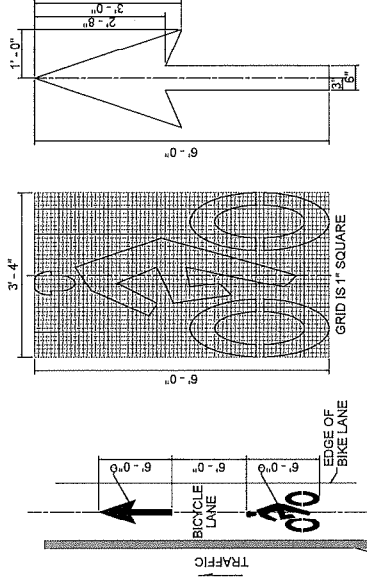 3' - 0"
2' - 8"
1' - 0"
6' - 0"
3"
6"
3' - 4"
6' - 0"
GRID IS 1" SQUARE
6' - 0"
6' - 0"
6' - 0"
BICYCLE
LANE
EDGE OF
BIKE LANE
TRAFFIC